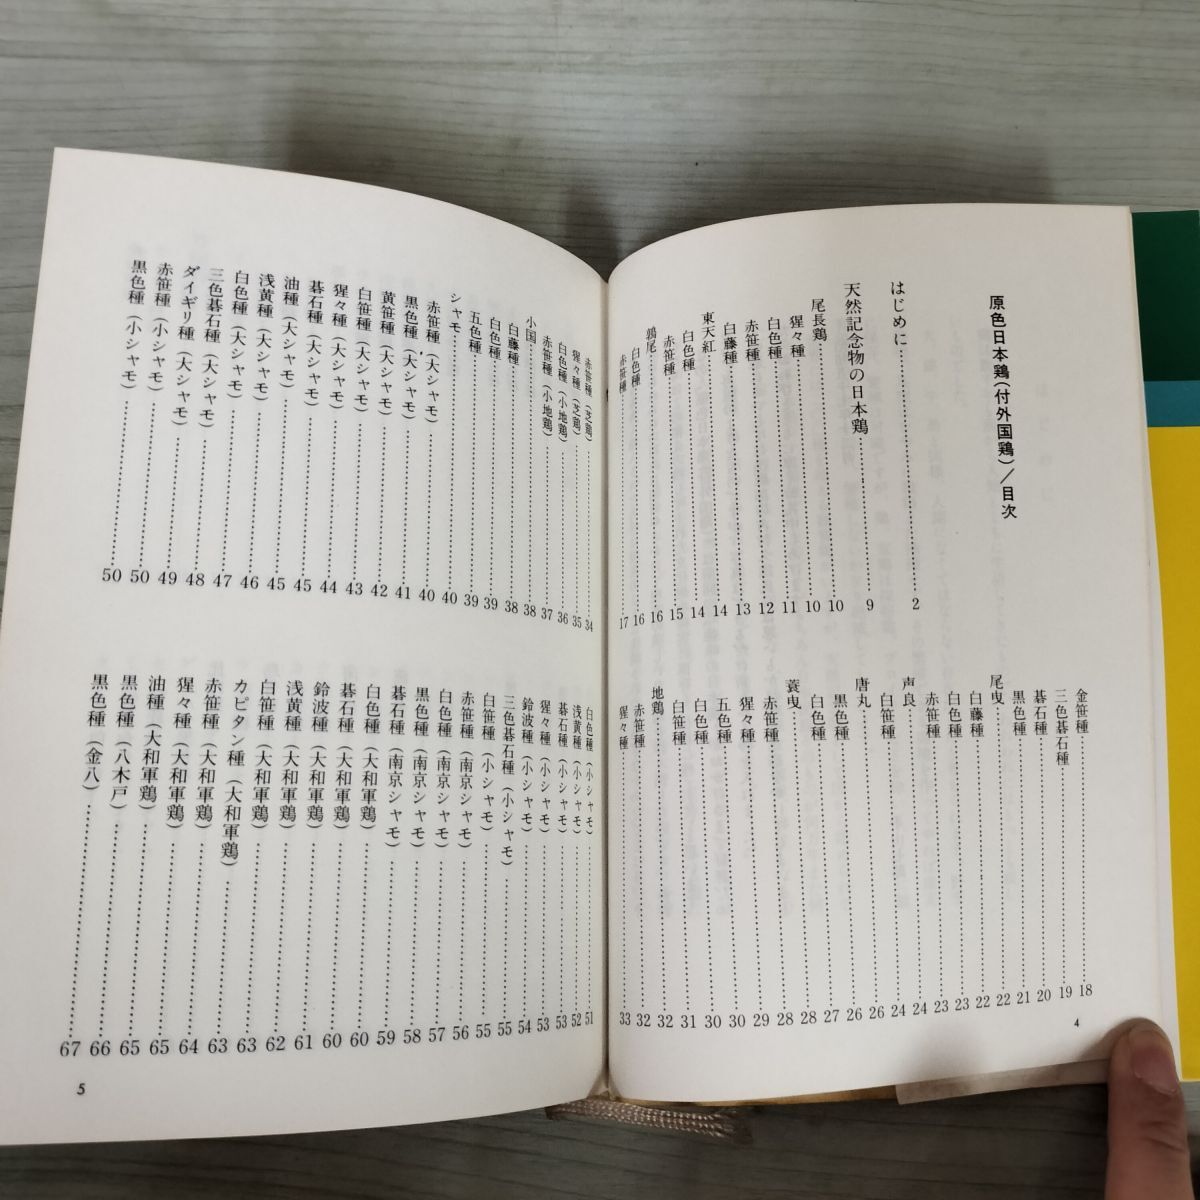 原色日本鶏(付外国鶏)／目次
はじめに……2
天然記念物の日本鶏……9
尾長鶏……10
猩々種……10
白色種……11
赤笹種……12
白藤種……13
東天紅……14
白色種……14
赤笹種……15
鶉尾……16
白色種……16
赤笹種……17
金笹種……18
三色碁石種……19
碁石種……20
黒色種……21
尾曳……22
白藤種……22
白色種……23
赤笹種……23
声良……24
白笹種……24
唐丸……26
黒色種……26
白色種……27
蓑曳……28
赤笹種……28
猩々種……29
五色種……30
白色種……30
白笹種……31
地鶏……32
赤笹種……32
猩々種……33
4
赤笹種（芝鶏）……34
猩々種（芝鶏）……35
白色種（小地鶏）……36
赤笹種（小地鶏）……37
小国……38
白藤種……38
白色種……39
五色種……39
シャモ……40
赤笹種（大シャモ）……40
黒色種（大シャモ）……41
黄笹種（大シャモ）……42
白笹種（大シャモ）……43
猩々種（大シャモ）……44
碁石種（大シャモ）……45
油種（大シャモ）……45
浅黄種（大シャモ）……46
白色種（大シャモ）……47
三色碁石種（大シャモ）……48
ダイギリ種（大シャモ）……49
赤笹種（小シャモ）……50
黒色種（小シャモ）……50
白色種（小シャモ）……51
浅黄種（小シャモ）……52
碁石種（小シャモ）……53
猩々種（小シャモ）……53
鈴波種（小シャモ）……54
三色碁石種（小シャモ）……55
白笹種（小シャモ）……55
赤笹種（南京シャモ）……56
白色種（南京シャモ）……57
黒色種（南京シャモ）……58
碁石種（南京シャモ）……59
白色種（大和軍鶏）……60
碁石種（大和軍鶏）……60
鈴波種（大和軍鶏）……61
浅黄種（大和軍鶏）……62
白笹種（大和軍鶏）……63
カピタン種（大和軍鶏）……63
赤笹種（大和軍鶏）……64
猩々種（大和軍鶏）……65
油種（大和軍鶏）……65
黒色種（八木戸）……66
黒色種（金八）……67
5